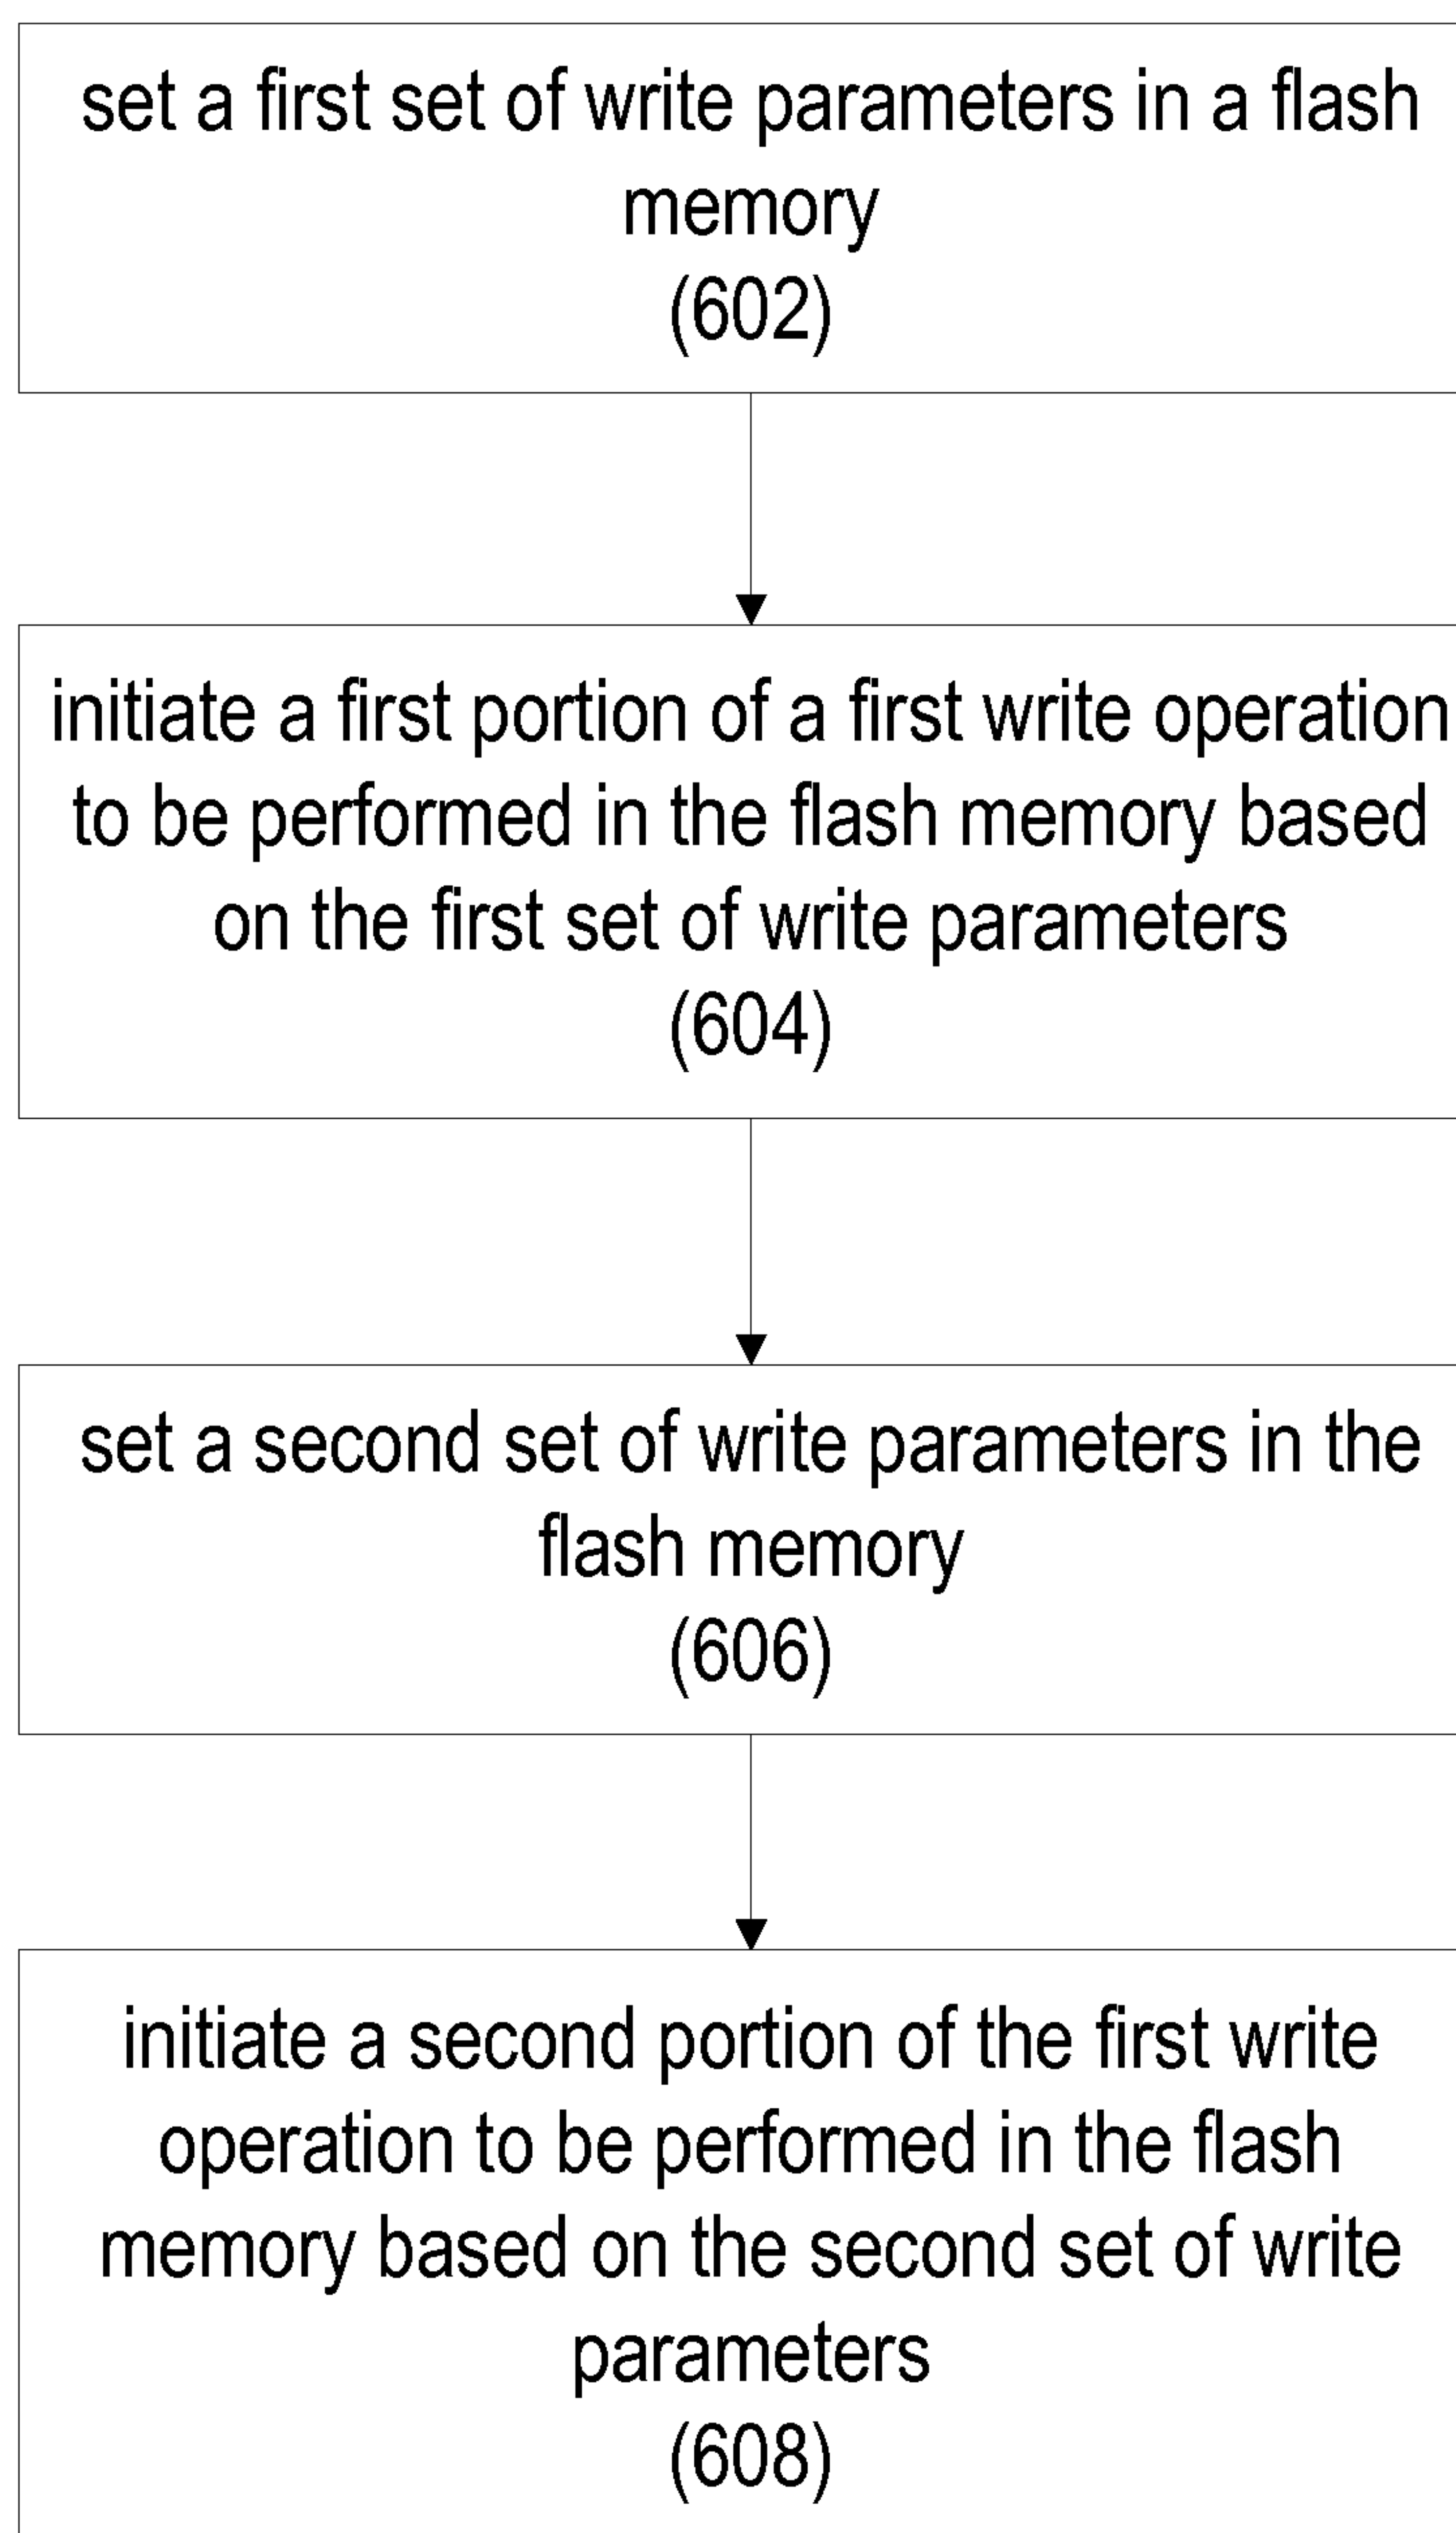 set a first set of write parameters in a flash
memory
(602)
initiate a first portion of a first write operation
to be performed in the flash memory based
on the first set of write parameters
(604)
set a second set of write parameters in the
flash memory
(606)
initiate a second portion of the first write
operation to be performed in the flash
memory based on the second set of write
parameters
(608)